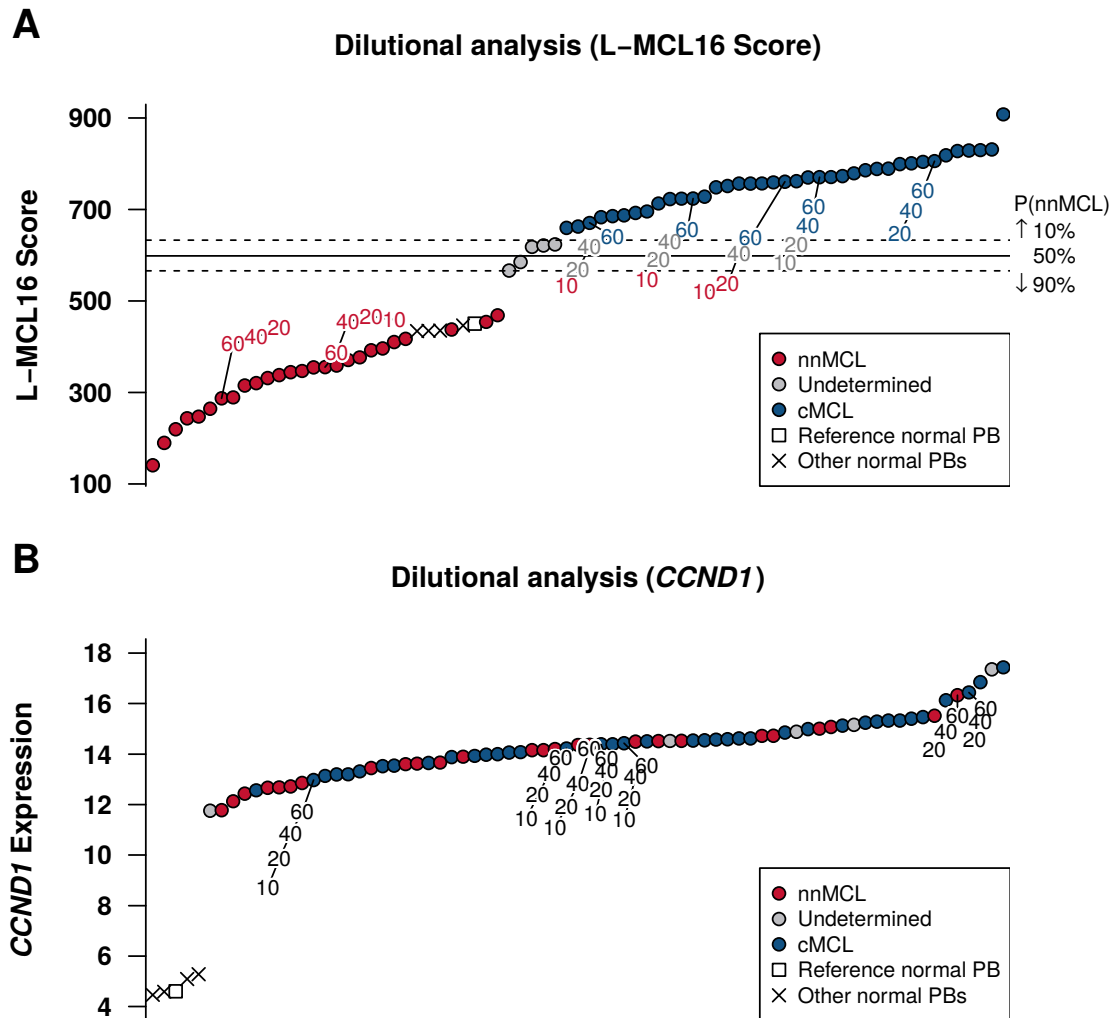 A
Dilutional analysis (L−MCL16 Score)
L−MCL16 Score
900
700
500
300
100
60 40 20
40 20 10
60
60 60 60 60 60
40 40 40 40 40
20 20 20 20
10
10 10 10 20
P(nnMCL)
↑ 10%
50%
↓ 90%
nnMCL
Undetermined
cMCL
Reference normal PB
Other normal PBs
B
Dilutional analysis (CCND1)
CCND1 Expression
18
16
14
12
10
8
6
4
60
40
20
10
60 60 60 60
40 40 40 40
20 20 20 20
10 10 10 10
60 60
40 40
20 20
nnMCL
Undetermined
cMCL
Reference normal PB
Other normal PBs